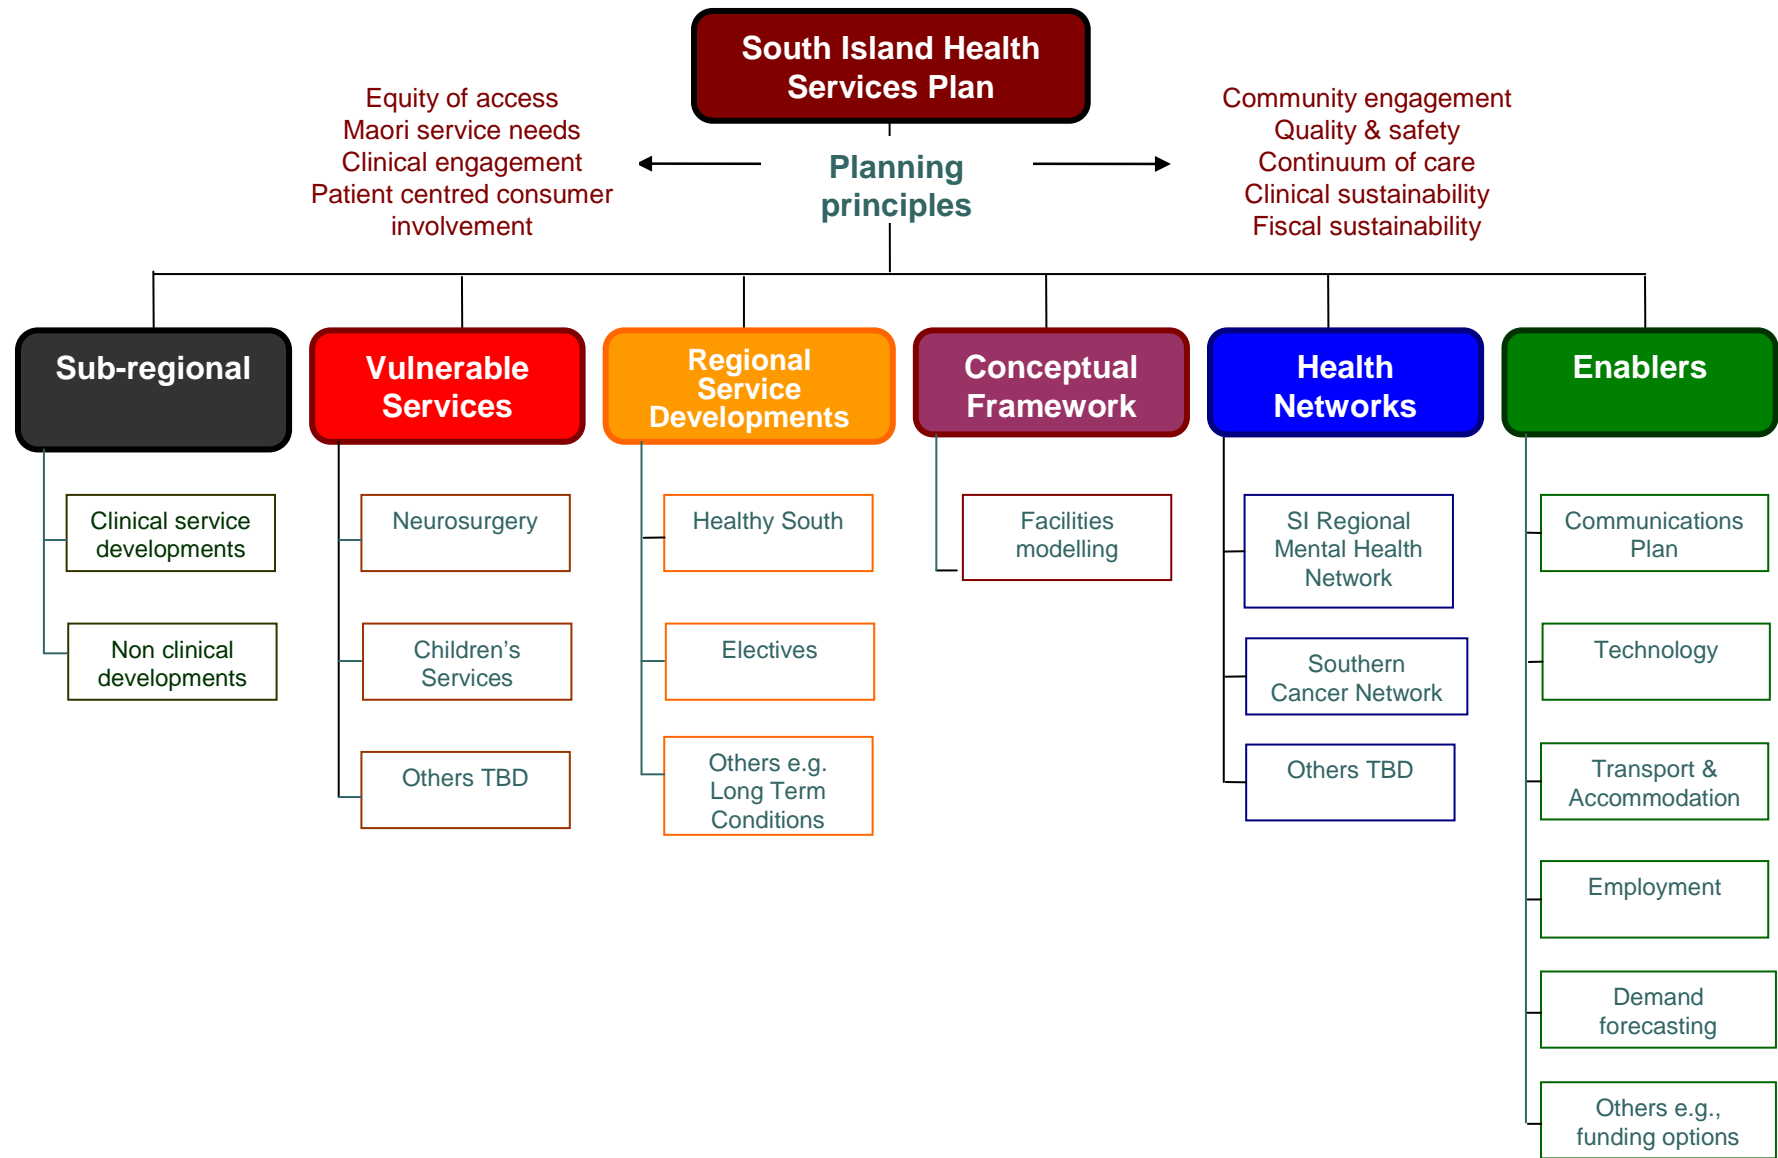 South Island Health
Services Plan
Equity of access
Maori service needs
Clinical engagement
Patient centred consumer
involvement
Planning
principles
Community engagement
Quality & safety
Continuum of care
Clinical sustainability
Fiscal sustainability
Sub-regional
Clinical service
developments
Non clinical
developments
Vulnerable
Services
Neurosurgery
Children's
Services
Others TBD
Regional
Service
Developments
Healthy South
Electives
Others e.g.
Long Term
Conditions
Conceptual
Framework
Facilities
modelling
Health
Networks
SI Regional
Mental Health
Network
Southern
Cancer Network
Others TBD
Enablers
Communications
Plan
Technology
Transport &
Accommodation
Employment
Demand
forecasting
Others e.g.,
funding options